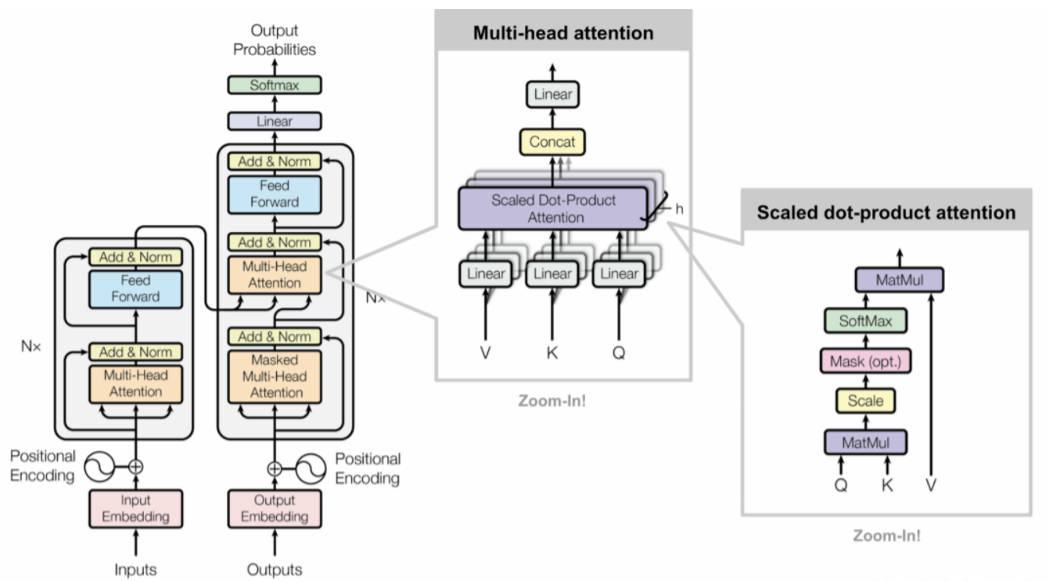 Output
Probabilities
Softmax
Linear
Add & Norm
Feed
Forward
Add & Norm
Multi-Head
Attention
Nx
Add & Norm
Masked
Multi-Head
Attention
Positional
Encoding
Output
Embedding
Outputs
Add & Norm
Feed
Forward
Nx
Add & Norm
Multi-Head
Attention
Positional
Encoding
Input
Embedding
Inputs
Multi-head attention
Linear
Concat
Scaled Dot-Product
Attention
h
Linear Linear Linear
V K Q
Zoom-In!
Scaled dot-product attention
MatMul
SoftMax
Mask (opt.)
Scale
MatMul
Q K V
Zoom-In!